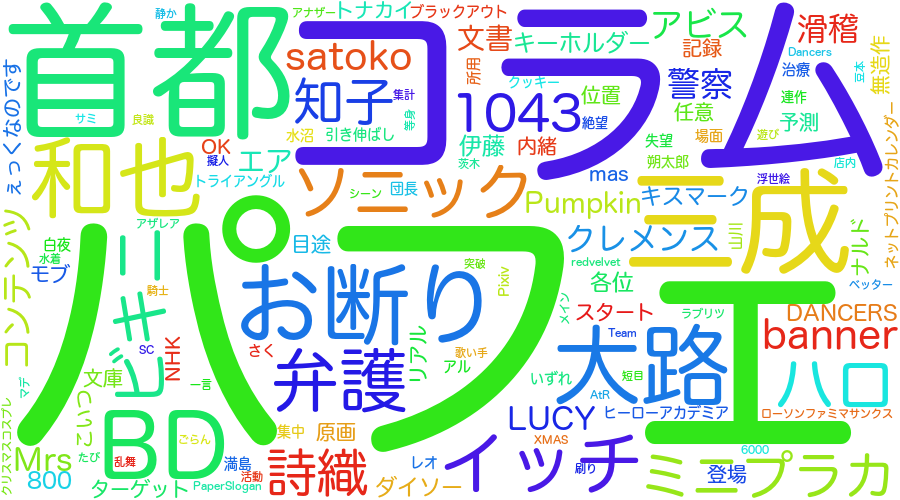 静か
アナザー
トナカイ
ブラックアウト
アビス
滑稽
首都
コラム
satoko
文書
キーホルダー
記録
Dancers
無造作
所用
クッキー
警察
治療
豆本
えっくなのです
サミ
良識
知子
集計
等身
1043
位置
絶望
任意
連作
予測
OK
水沼
引き伸ばし
伊藤
内緒
失望
場面
遊び
和也
エア
擬人
茨木
朔太郎
店内
トライアングル
シーン
団長
ソニック
mas
キスマーク
浮世絵
三成
ネットプリントカレンダー
コンテンツ
アザレア
Pumpkin
白夜
水着
モブ
目途
クレメンス
山川
ナルド
パフェ
ビキニ
騎士
お断り
突破
redvelvet
Pixiv
各位
ベッター
メイン
スタート
ラブリツ
DANCERS
SC
NHK
さく
リアル
歌い手
大路
Team
banner
マデ
文庫
一言
弁護
アル
いずれ
短目
AtR
ハロ
クリスマスコスプレ
ついこ
BD
ごらん
集中
原画
LUCY
ヒーローアカデミア
ローソンファミマサンクス
Mrs
たび
乱舞
満島
XMAS
イッチ
6000
800
活動
詩織
レオ
刷り
登場
ミニプラカ
ターゲット
PaperSlogan
ダイソー